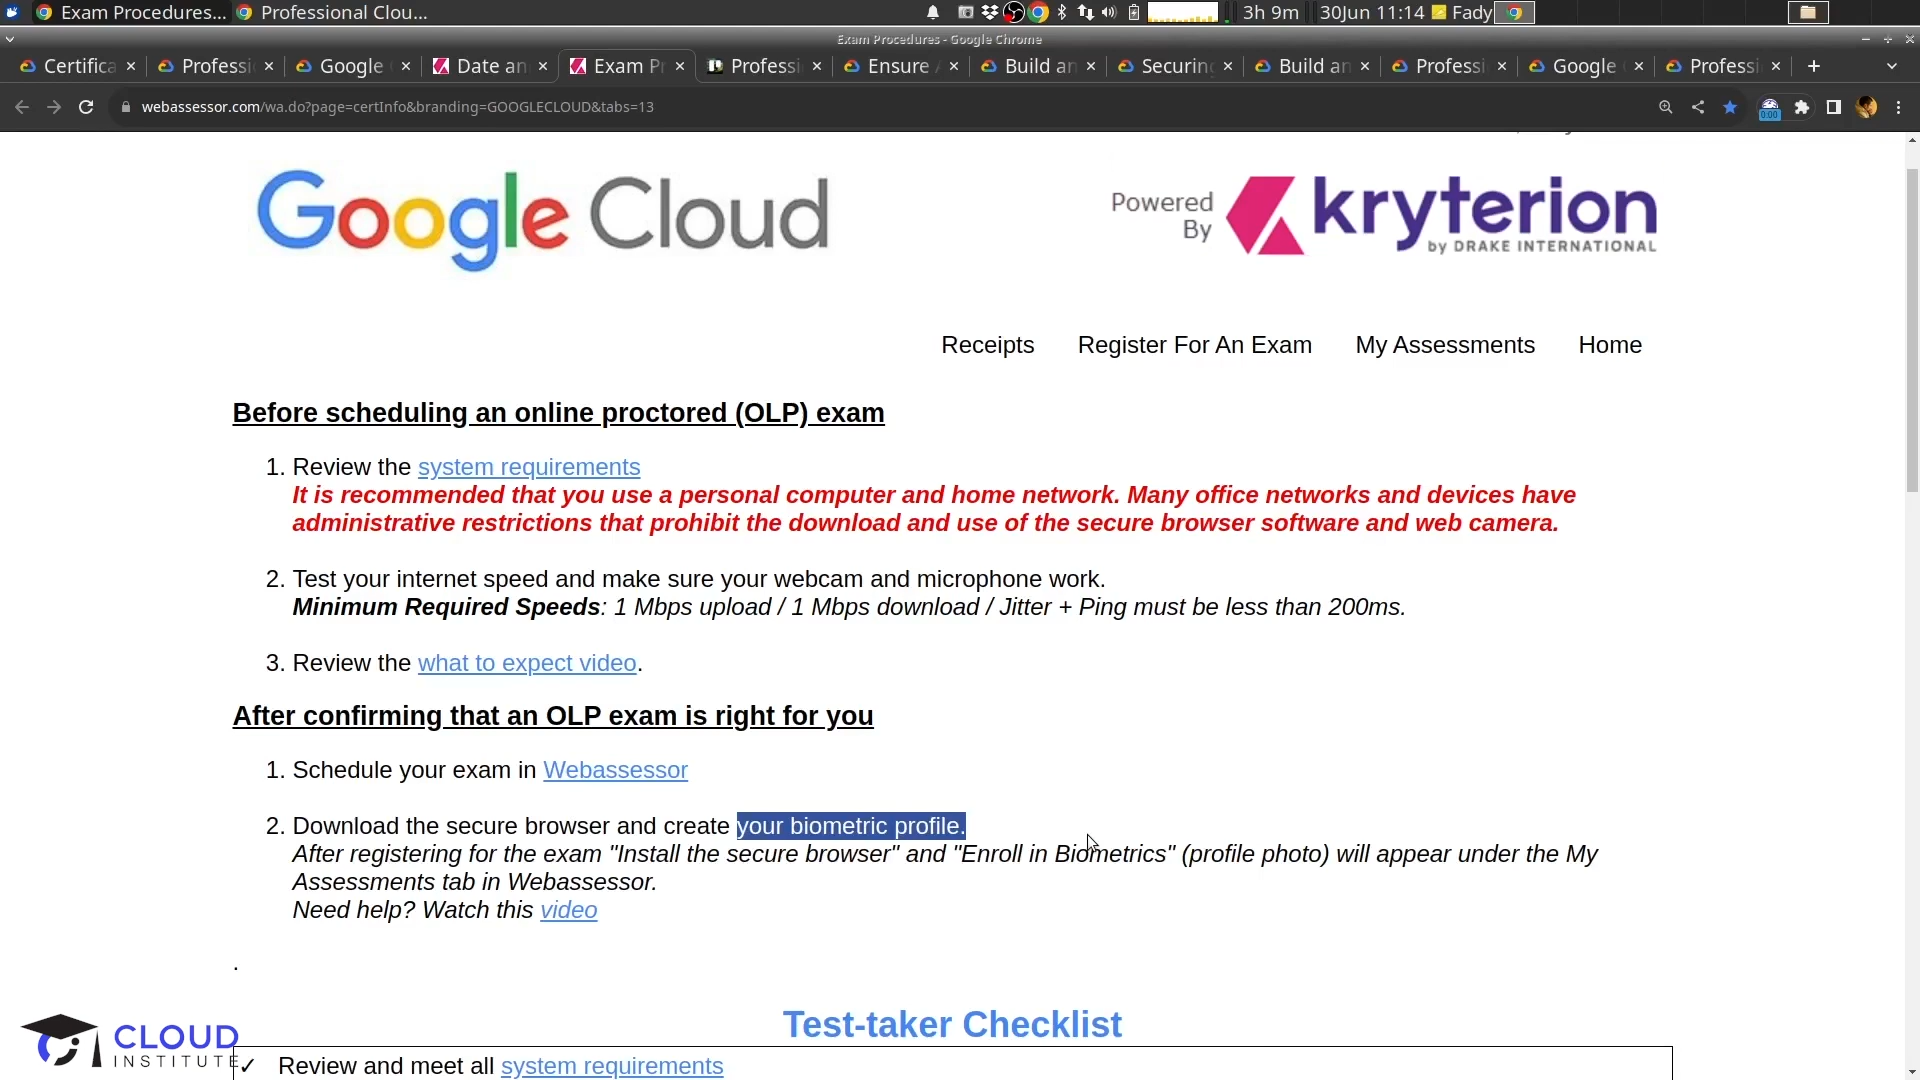 Exam Procedures...
Professional Clou...
3h 9m
30Jun 11:14
Fady
Exam Procedures - Google Chrome
Certifica
Professi
Google
Date an
Exam Pr
Professi
Ensure
Build an
Securing
Build an
Professi
Google
Professi
webassessor.com/wa.do?page=certInfo&branding=GOOGLECLOUD&tabs=13
0:00
Google Cloud
Powered By
kryterion
by DRAKE INTERNATIONAL
Receipts
Register For An Exam
My Assessments
Home
Before scheduling an online proctored (OLP) exam
1. Review the system requirements
It is recommended that you use a personal computer and home network. Many office networks and devices have
administrative restrictions that prohibit the download and use of the secure browser software and web camera.
2. Test your internet speed and make sure your webcam and microphone work.
Minimum Required Speeds: 1 Mbps upload / 1 Mbps download / Jitter + Ping must be less than 200ms.
3. Review the what to expect video.
After confirming that an OLP exam is right for you
1. Schedule your exam in Webassessor
2. Download the secure browser and create your biometric profile.
After registering for the exam "Install the secure browser" and "Enroll in Biometrics" (profile photo) will appear under the My
Assessments tab in Webassessor.
Need help? Watch this video
.
Test-taker Checklist
✓ Review and meet all system requirements
CLOUD
INSTITUTE